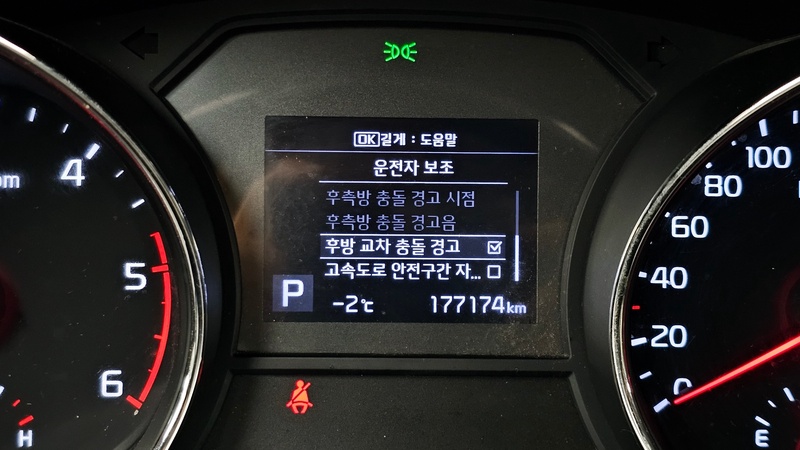 OK길게 : 도움말
운전자 보조
후측방 충돌 경고 시점
후측방 충돌 경고음
후방 교차 충돌 경고
고속도로 안전구간 자...
P
-2℃
177174km
4
5
6
H
100
80
60
40
20
0
E